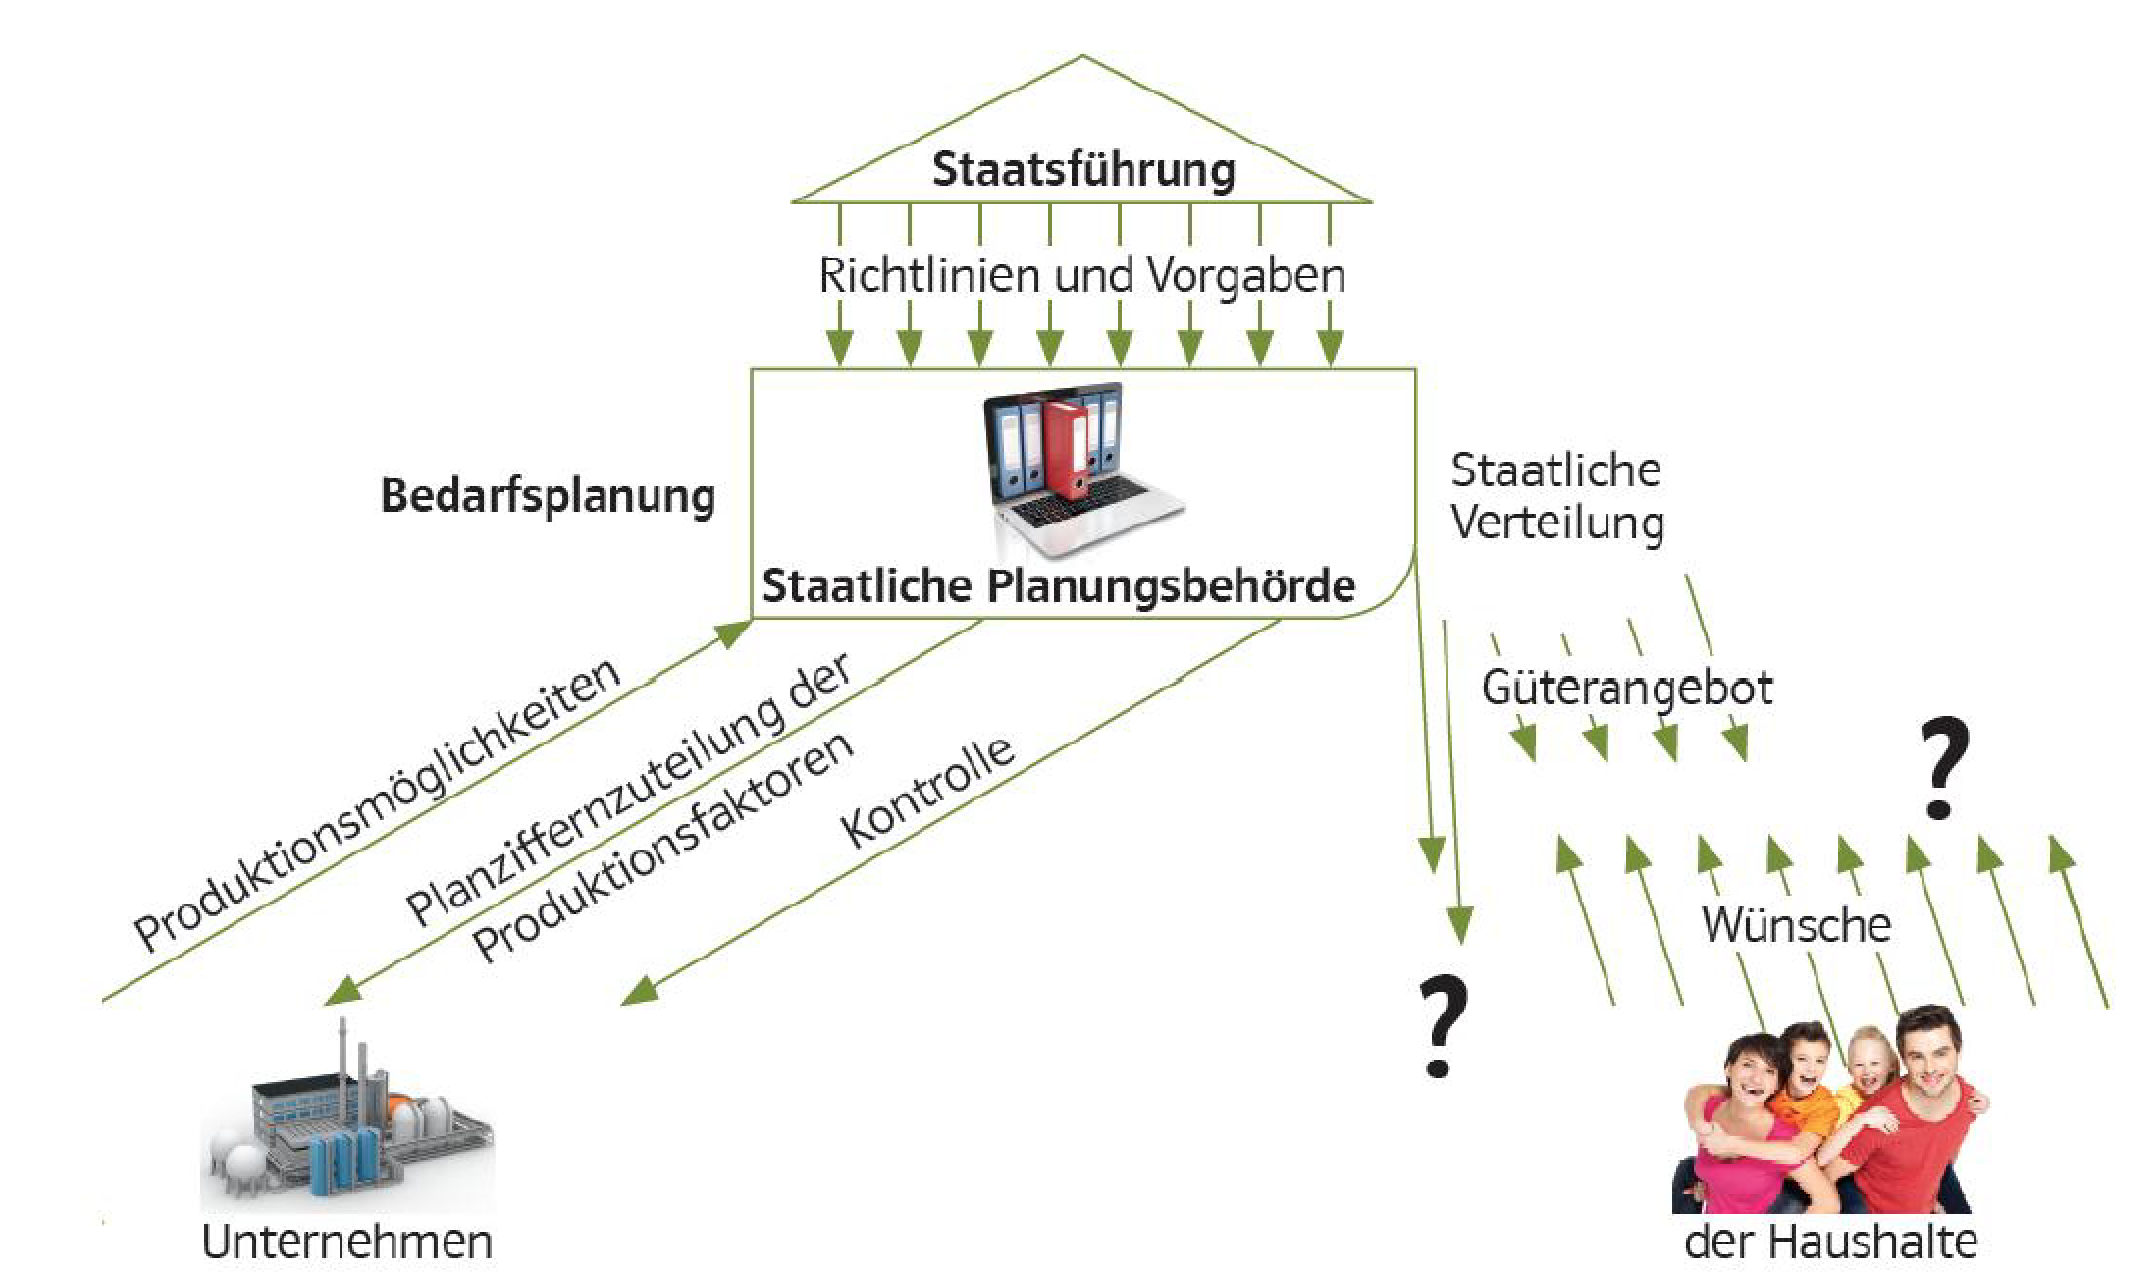 Staatsführung
Richtlinien und Vorgaben
Bedarfsplanung
Staatliche Planungsbehörde
Staatliche
Verteilung
Produktionsmöglichkeiten
Planziffernzuteilung der
Produktionsfaktoren
Kontrolle
Güterangebot
?
Wünsche
?
Unternehmen
der Haushalte